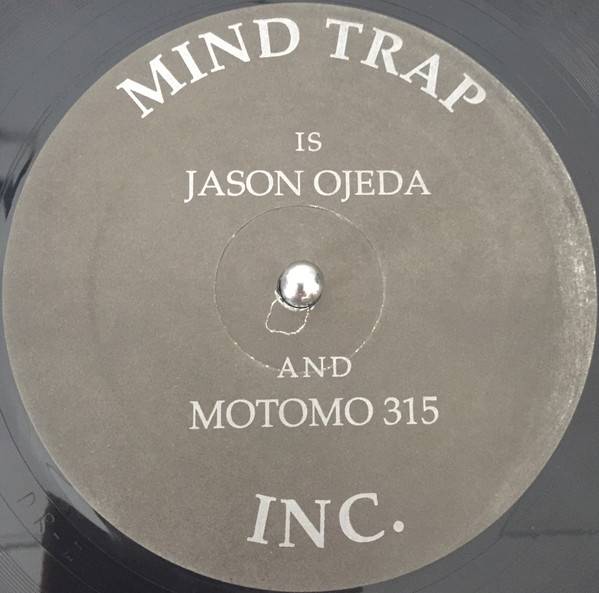 MIND TRAP
IS
JASON OJEDA
AND
MOTOMO 315
INC.